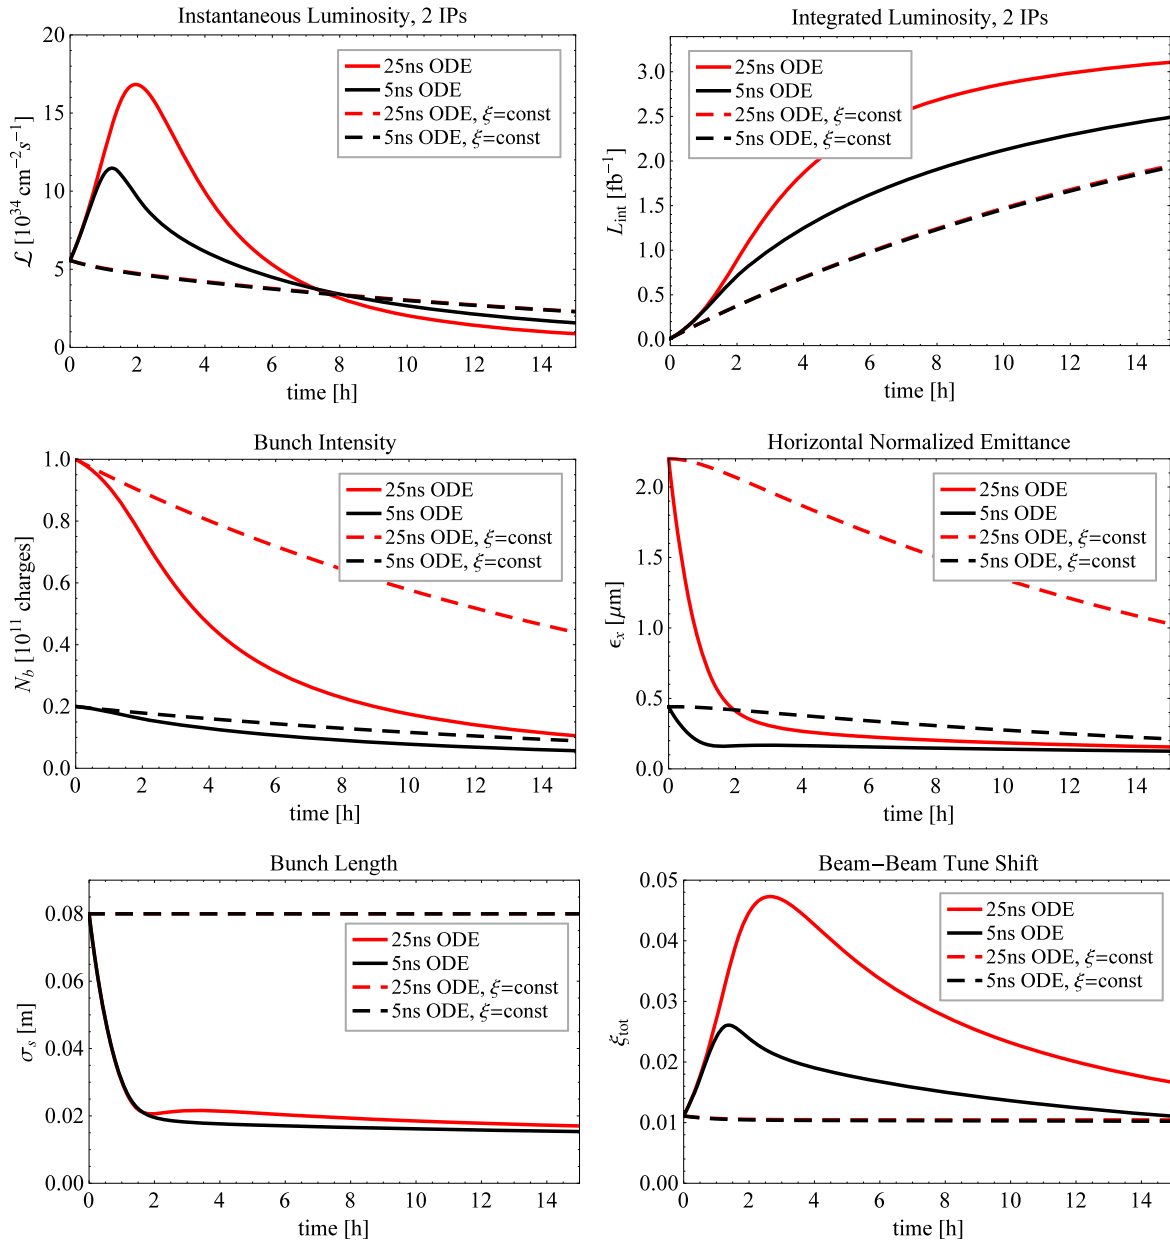 Instantaneous Luminosity, 2 IPs
ℒ [10³⁴ cm⁻²s⁻¹]
20
15
10
5
0
25ns ODE
5ns ODE
25ns ODE, ξ=const
5ns ODE, ξ=const
0 2 4 6 8 10 12 14
time [h]
Integrated Luminosity, 2 IPs
L_int [fb⁻¹]
3.0
2.5
2.0
1.5
1.0
0.5
0.0
25ns ODE
5ns ODE
25ns ODE, ξ=const
5ns ODE, ξ=const
0 2 4 6 8 10 12 14
time [h]
Bunch Intensity
N_b [10¹¹ charges]
1.0
0.8
0.6
0.4
0.2
0.0
25ns ODE
5ns ODE
25ns ODE, ξ=const
5ns ODE, ξ=const
0 2 4 6 8 10 12 14
time [h]
Horizontal Normalized Emittance
ϵ_x [μm]
2.0
1.5
1.0
0.5
0.0
25ns ODE
5ns ODE
25ns ODE, ξ=const
5ns ODE, ξ=const
0 2 4 6 8 10 12 14
time [h]
Bunch Length
σ_s [m]
0.08
0.06
0.04
0.02
0.00
25ns ODE
5ns ODE
25ns ODE, ξ=const
5ns ODE, ξ=const
0 2 4 6 8 10 12 14
time [h]
Beam−Beam Tune Shift
ξ_tot
0.05
0.04
0.03
0.02
0.01
0.00
25ns ODE
5ns ODE
25ns ODE, ξ=const
5ns ODE, ξ=const
0 2 4 6 8 10 12 14
time [h]